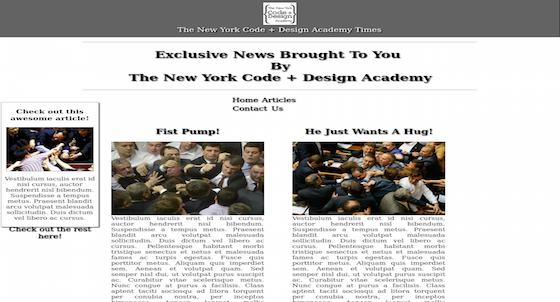 The New York
Code +
Design
Academy
The New York Code + Design Academy Times
Exclusive News Brought To You
By
The New York Code + Design Academy
Home Articles
Contact Us
Check out this
awesome article!
Vestibulum iaculis erat id
nisi cursus, auctor
hendrerit nisl bibendum.
Suspendisse a tempus
metus. Praesent blandit
arcu volutpat malesuada
sollicitudin. Duis dictum
vel libero ac cursus.
Check out the rest
here!
Fist Pump!
Vestibulum iaculis erat id nisi cursus,
auctor hendrerit nisl bibendum.
Suspendisse a tempus metus. Praesent
blandit arcu volutpat malesuada
sollicitudin. Duis dictum vel libero ac
cursus. Pellentesque habitant morbi
tristique senectus et netus et malesuada
fames ac turpis egestas. Fusce quis
porttitor metus. Aliquam quis imperdiet
sem. Aenean et volutpat quam. Sed
semper nisl dui, ut volutpat purus suscipit
ac. Curabitur vitae scelerisque metus.
Nunc congue at purus a facilisis. Class
aptent taciti sociosqu ad litora torquent
per conubia nostra, per inceptos
He Just Wants A Hug!
Vestibulum iaculis erat id nisi cursus,
auctor hendrerit nisl bibendum.
Suspendisse a tempus metus. Praesent
blandit arcu volutpat malesuada
sollicitudin. Duis dictum vel libero ac
cursus. Pellentesque habitant morbi
tristique senectus et netus et malesuada
fames ac turpis egestas. Fusce quis
porttitor metus. Aliquam quis imperdiet
sem. Aenean et volutpat quam. Sed
semper nisl dui, ut volutpat purus suscipit
ac. Curabitur vitae scelerisque metus.
Nunc congue at purus a facilisis. Class
aptent taciti sociosqu ad litora torquent
per conubia nostra, per inceptos